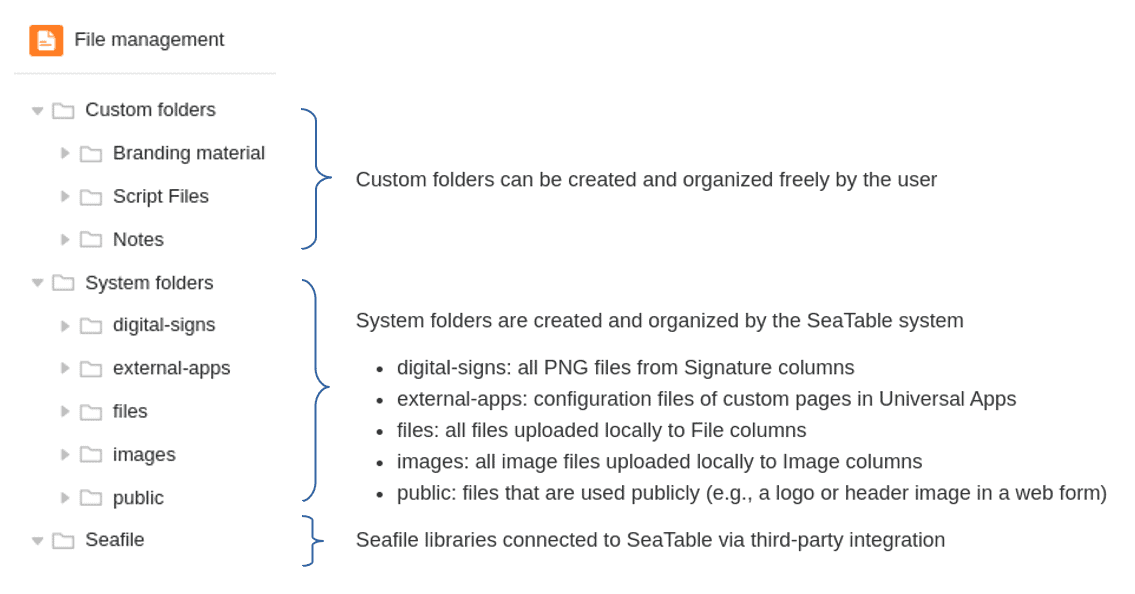 File management
Custom folders
Branding material
Script Files
Notes
Custom folders can be created and organized freely by the user
System folders
digital-signs
external-apps
files
images
public
System folders are created and organized by the SeaTable system
• digital-signs: all PNG files from Signature columns
• external-apps: configuration files of custom pages in Universal Apps
• files: all files uploaded locally to File columns
• images: all image files uploaded locally to Image columns
• public: files that are used publicly (e.g., a logo or header image in a web form)
Seafile
Seafile libraries connected to SeaTable via third-party integration